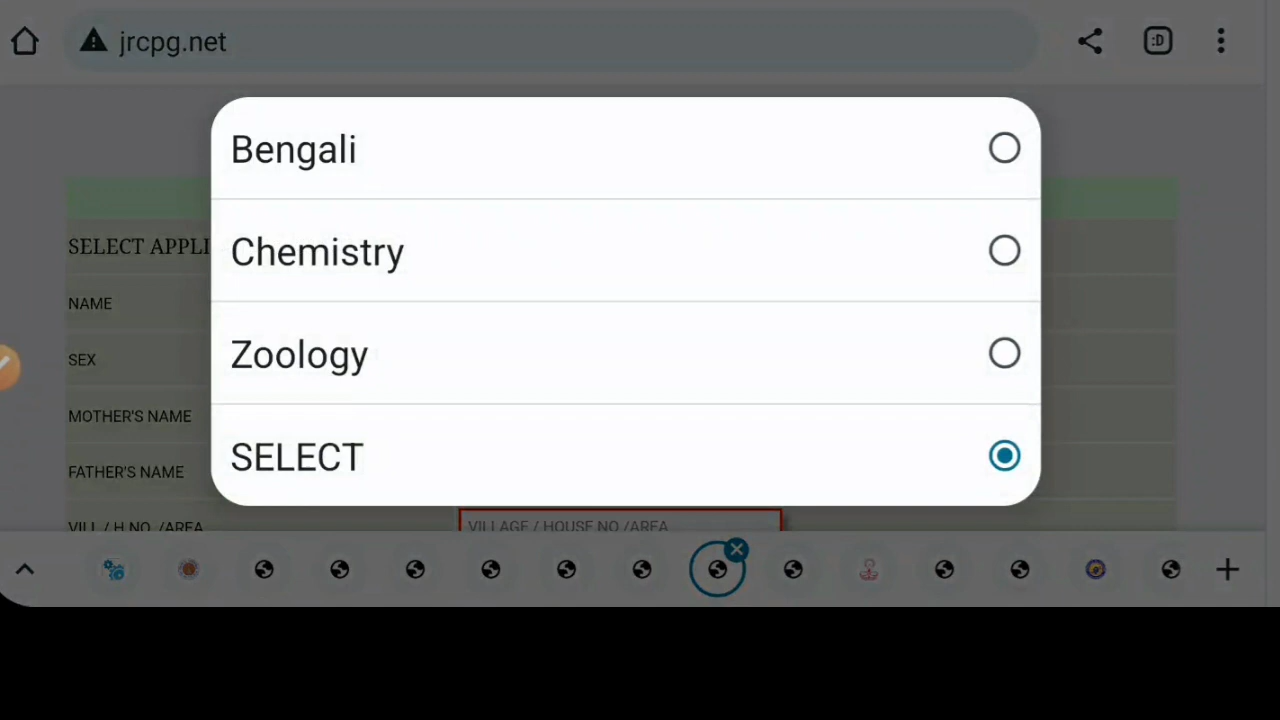 jrcpg.net
:D
Bengali
Chemistry
Zoology
SELECT
SELECT APPLI
NAME
SEX
MOTHER'S NAME
FATHER'S NAME
VILL / H.NO. /AREA
VILLAGE / HOUSE NO /AREA